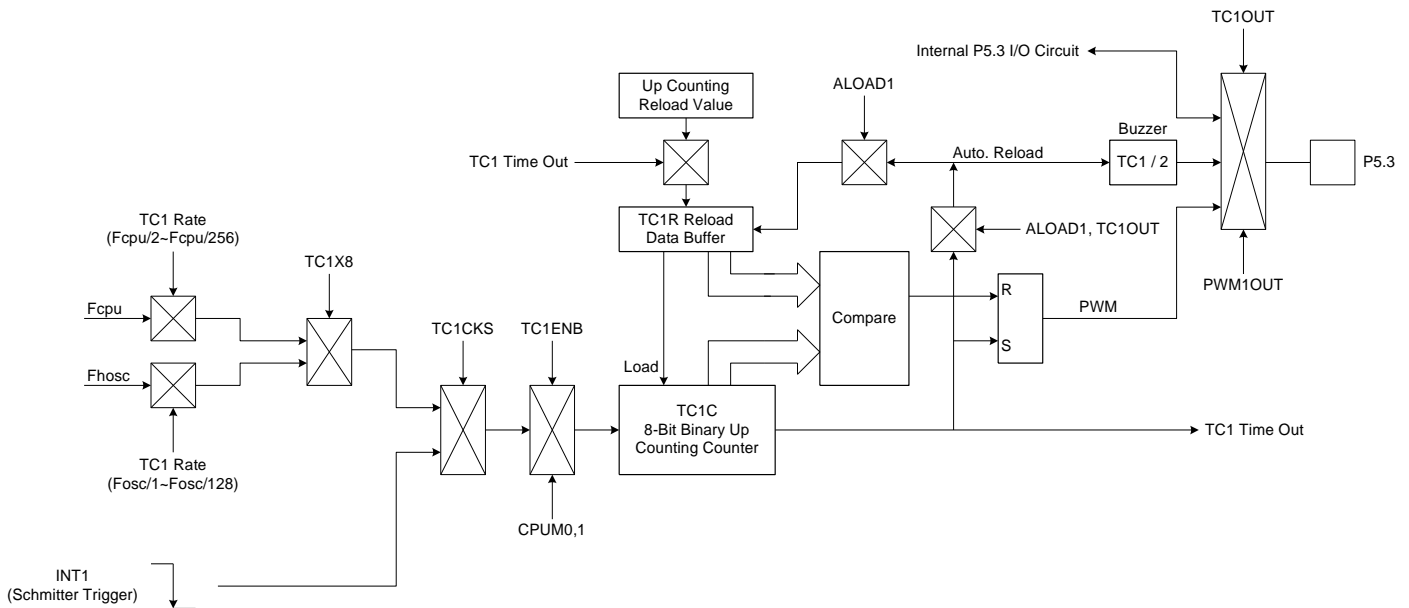 TC1OUT
Internal P5.3 I/O Circuit
Up Counting
Reload Value
ALOAD1
Buzzer
TC1 Time Out
Auto. Reload
TC1 / 2
P5.3
TC1 Rate
(Fcpu/2~Fcpu/256)
TC1R Reload
Data Buffer
ALOAD1, TC1OUT
TC1X8
PWM1OUT
R
Fcpu
PWM
Compare
TC1CKS
TC1ENB
S
Load
Fhosc
TC1C
8-Bit Binary Up
Counting Counter
TC1 Time Out
TC1 Rate
(Fosc/1~Fosc/128)
CPUM0,1
INT1
(Schmitter Trigger)